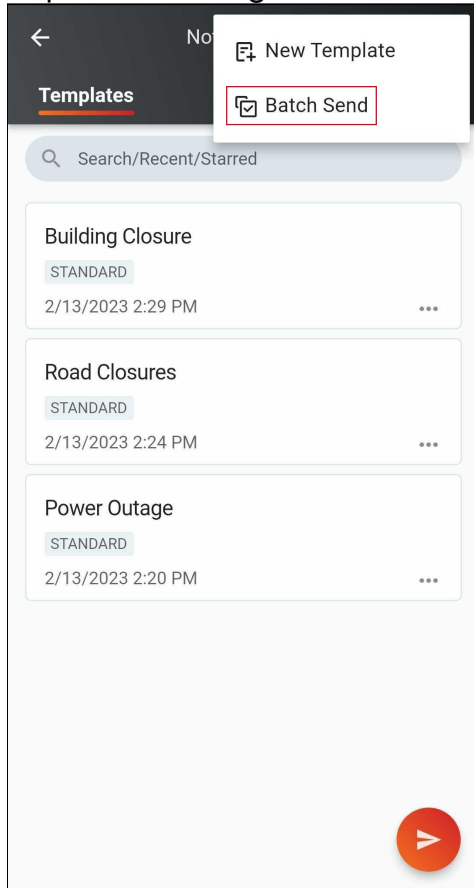 No
New Template
Templates
Batch Send
Search/Recent/Starred
Building Closure
STANDARD
2/13/2023 2:29 PM
Road Closures
STANDARD
2/13/2023 2:24 PM
Power Outage
STANDARD
2/13/2023 2:20 PM